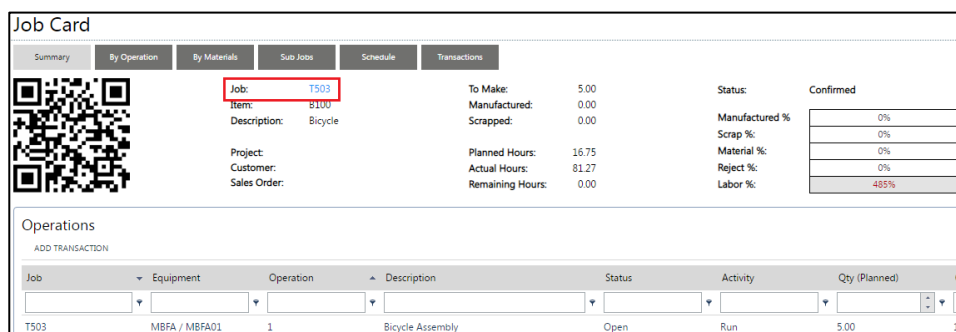 Job Card
Summary By Operation By Materials Sub Jobs Schedule Transactions
Job: T503 To Make: 5.00 Status: Confirmed
Item: B100 Manufactured: 0.00
Description: Bicycle Scrapped: 0.00 Manufactured % 0%
Scrap %: 0%
Project: Planned Hours: 16.75 Material %: 0%
Customer: Actual Hours: 81.27 Reject %: 0%
Sales Order: Remaining Hours: 0.00 Labor %: 485%
Operations
ADD TRANSACTION
Job Equipment Operation Description Status Activity Qty (Planned)
T503 MBFA / MBFA01 1 Bicycle Assembly Open Run 5.00